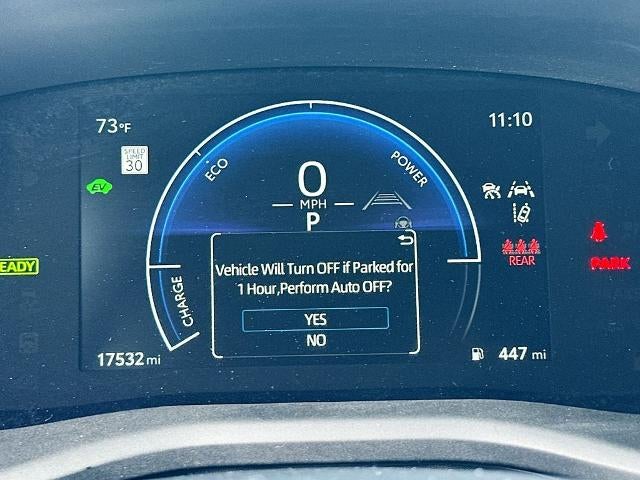 73°F
11:10
SPEED
LIMIT
30
ECO
POWER
EV
0
MPH
P
READY
REAR
PARK
CHARGE
Vehicle Will Turn OFF if Parked for
1 Hour,Perform Auto OFF?
YES
NO
17532 mi
447 mi